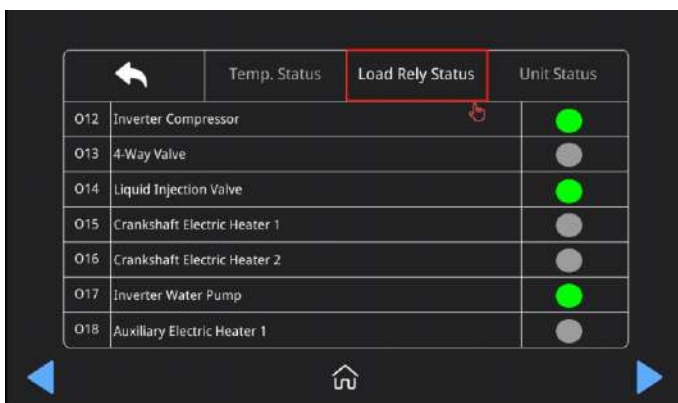 Temp. Status Load Rely Status Unit Status
O12 Inverter Compressor
O13 4-Way Valve
O14 Liquid Injection Valve
O15 Crankshaft Electric Heater 1
O16 Crankshaft Electric Heater 2
O17 Inverter Water Pump
O18 Auxiliary Electric Heater 1